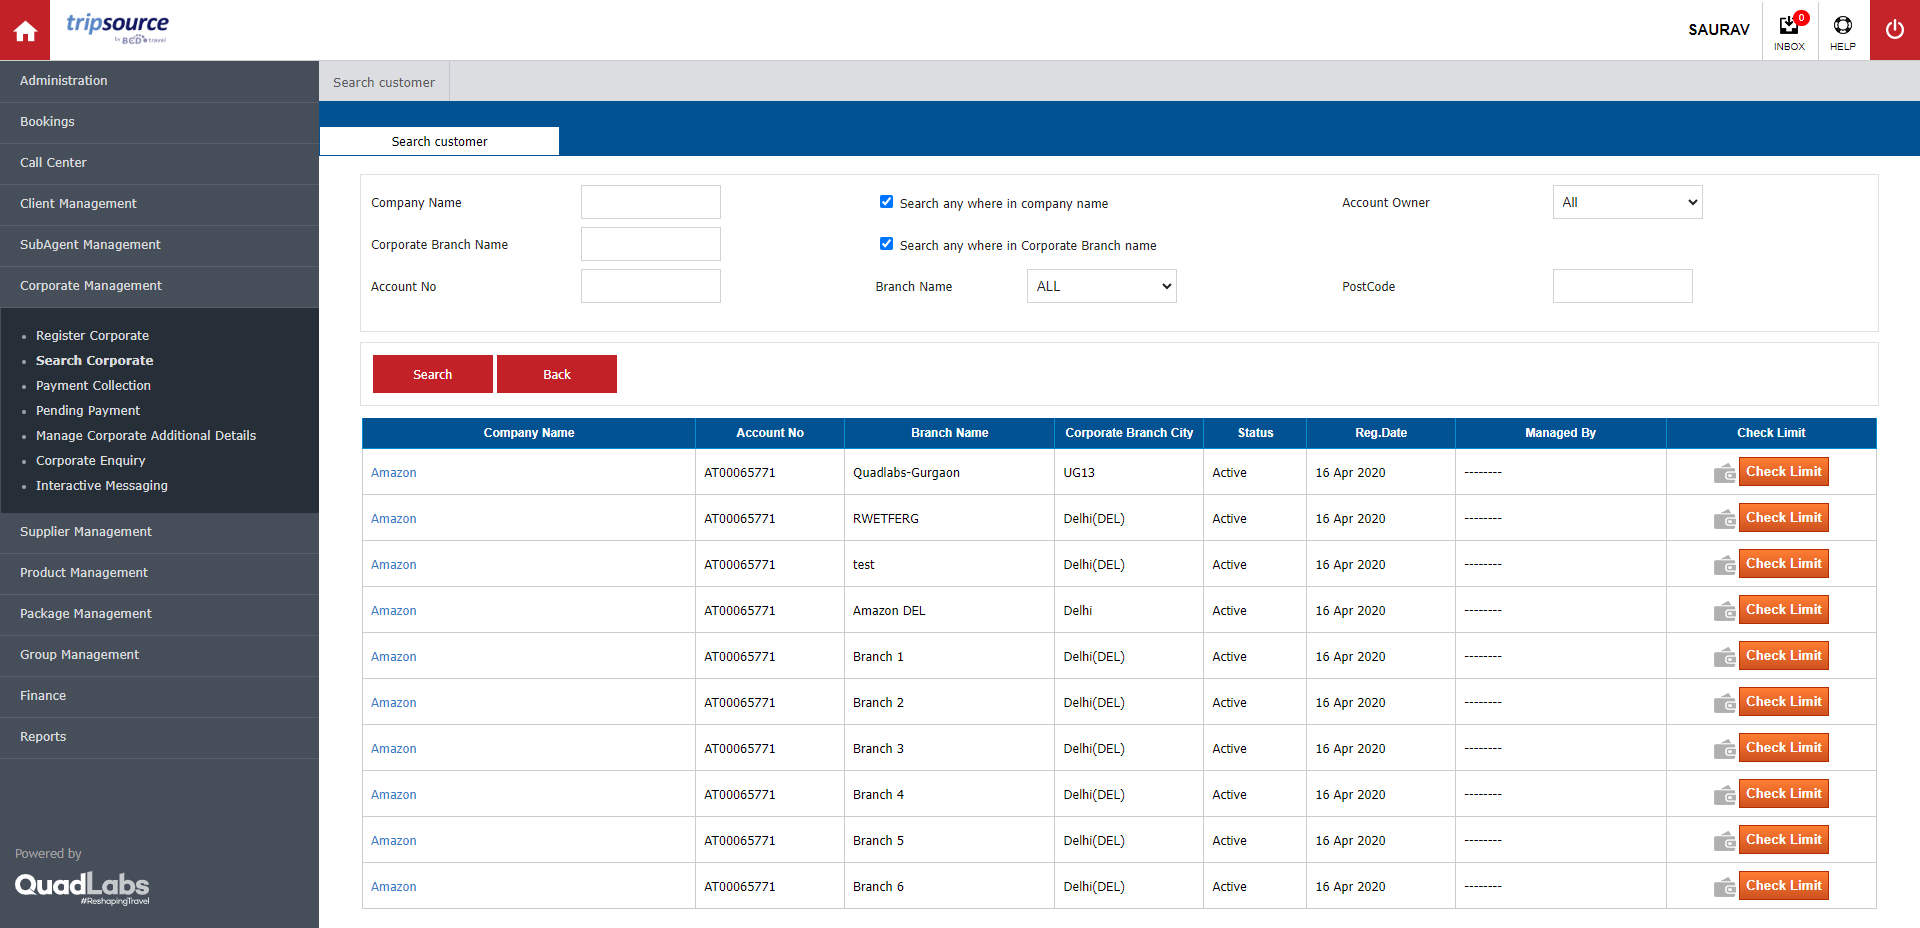 tripsource
by BCD travel
SAURAV
0
INBOX
HELP
Administration
Bookings
Call Center
Client Management
SubAgent Management
Corporate Management
Register Corporate
Search Corporate
Payment Collection
Pending Payment
Manage Corporate Additional Details
Corporate Enquiry
Interactive Messaging
Supplier Management
Product Management
Package Management
Group Management
Finance
Reports
Powered by
QuadLabs
#ReshapingTravel
Search customer
Search customer
Company Name
Search any where in company name
Account Owner
All
Corporate Branch Name
Search any where in Corporate Branch name
Account No
Branch Name
ALL
PostCode
Search
Back
Company Name Account No Branch Name Corporate Branch City Status Reg.Date Managed By Check Limit
Amazon AT00065771 Quadlabs-Gurgaon UG13 Active 16 Apr 2020 -------- Check Limit
Amazon AT00065771 RWETFERG Delhi(DEL) Active 16 Apr 2020 -------- Check Limit
Amazon AT00065771 test Delhi(DEL) Active 16 Apr 2020 -------- Check Limit
Amazon AT00065771 Amazon DEL Delhi Active 16 Apr 2020 -------- Check Limit
Amazon AT00065771 Branch 1 Delhi(DEL) Active 16 Apr 2020 -------- Check Limit
Amazon AT00065771 Branch 2 Delhi(DEL) Active 16 Apr 2020 -------- Check Limit
Amazon AT00065771 Branch 3 Delhi(DEL) Active 16 Apr 2020 -------- Check Limit
Amazon AT00065771 Branch 4 Delhi(DEL) Active 16 Apr 2020 -------- Check Limit
Amazon AT00065771 Branch 5 Delhi(DEL) Active 16 Apr 2020 -------- Check Limit
Amazon AT00065771 Branch 6 Delhi(DEL) Active 16 Apr 2020 -------- Check Limit